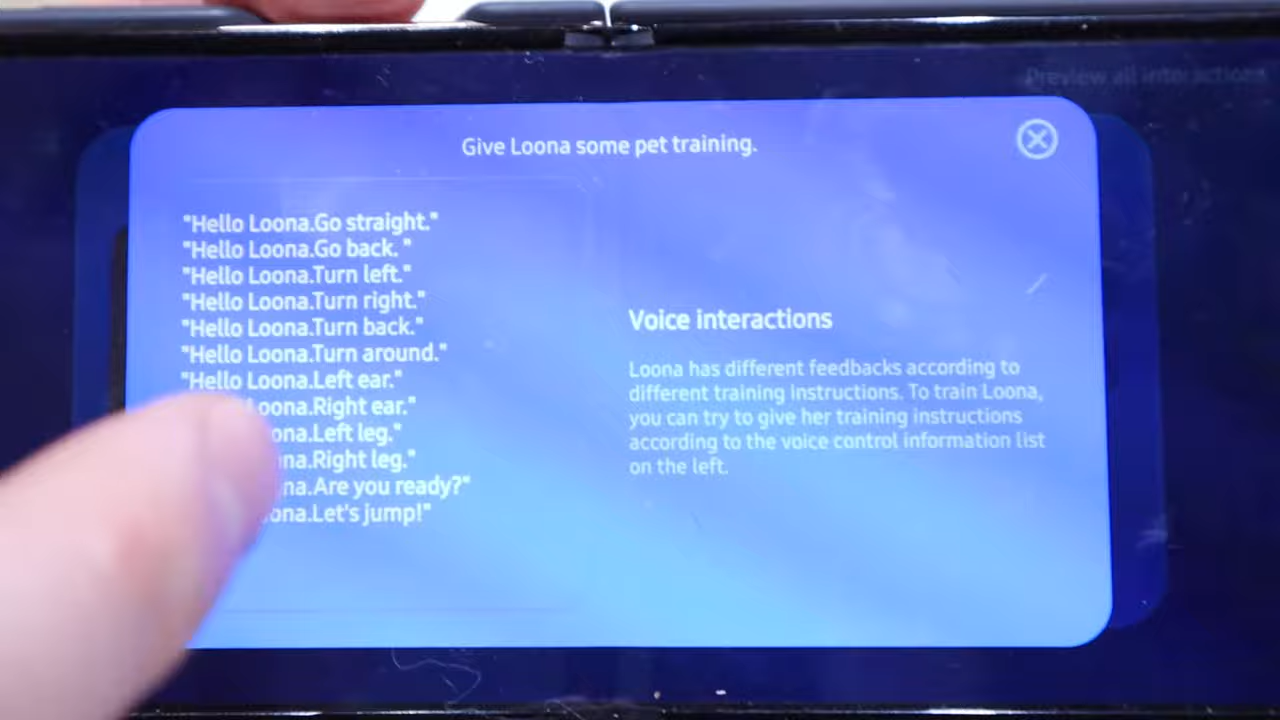 Preview all interactions
Give Loona some pet training.
"Hello Loona.Go straight."
"Hello Loona.Go back. "
"Hello Loona.Turn left."
"Hello Loona.Turn right."
"Hello Loona.Turn back."
"Hello Loona.Turn around."
"Hello Loona.Left ear."
oona.Right ear."
ona.Left leg."
na.Right leg."
na.Are you ready?"
ona.Let's jump!"
Voice interactions
Loona has different feedbacks according to
different training instructions. To train Loona,
you can try to give her training instructions
according to the voice control information list
on the left.